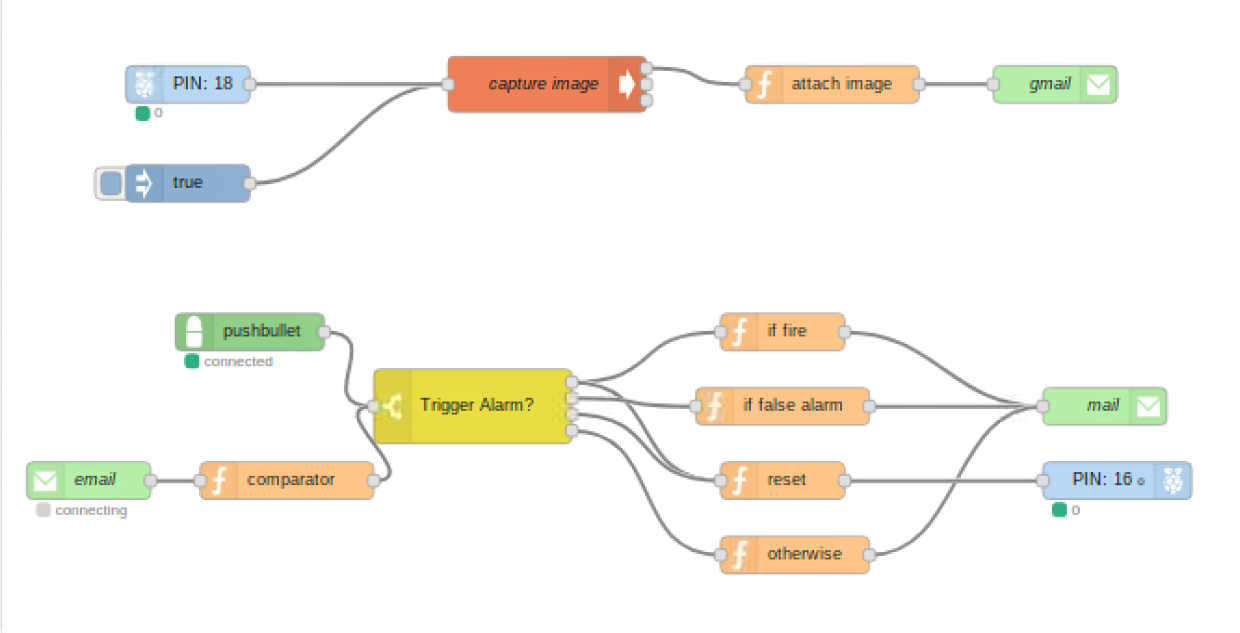 PIN: 18
capture image
attach image
gmail
0
true
pushbullet
if fire
connected
Trigger Alarm?
if false alarm
mail
email
comparator
reset
PIN: 16
connecting
0
otherwise